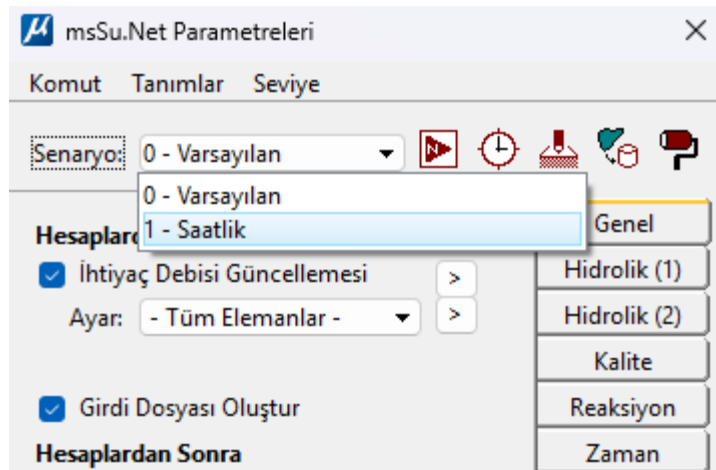 msSu.Net Parametreleri
Komut Tanımlar Seviye
Senaryo: 0 - Varsayılan
0 - Varsayılan
1 - Saatlik
Genel
İhtiyaç Debisi Güncellemesi >
Hidrolik (1)
Ayar: - Tüm Elemanlar - >
Hidrolik (2)
Kalite
Girdi Dosyası Oluştur
Reaksiyon
Hesaplardan Sonra
Zaman